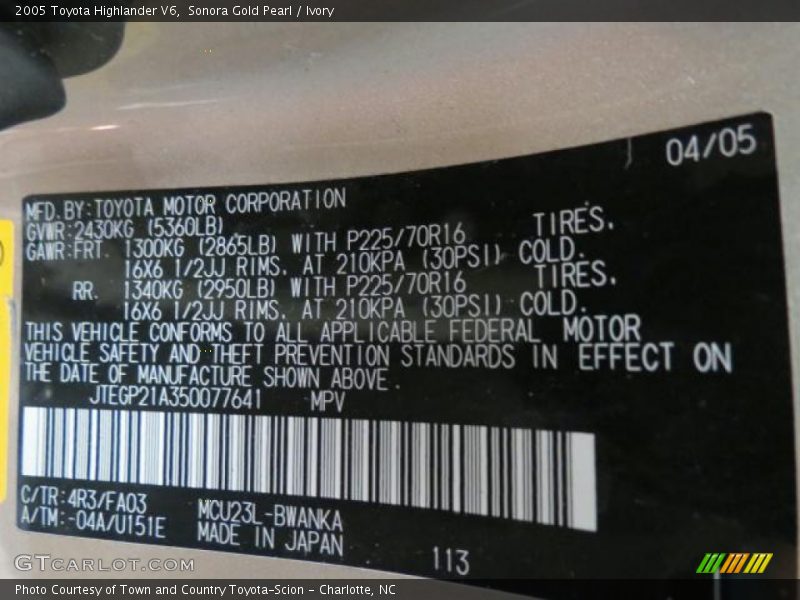 2005 Toyota Highlander V6, Sonora Gold Pearl / Ivory
04/05
MFD.BY:TOYOTA MOTOR CORPORATION
GVWR:2430KG (5360LB)
GAWR:FRT. 1300KG (2865LB) WITH P225/70R16 TIRES.
16X6 1/2JJ RIMS. AT 210KPA (30PSI) COLD.
RR. 1340KG (2950LB) WITH P225/70R16 TIRES.
16X6 1/2JJ RIMS. AT 210KPA (30PSI) COLD.
THIS VEHICLE CONFORMS TO ALL APPLICABLE FEDERAL MOTOR
VEHICLE SAFETY AND THEFT PREVENTION STANDARDS IN EFFECT ON
THE DATE OF MANUFACTURE SHOWN ABOVE.
JTEGP21A350077641 MPV
C/TR:4R3/FA03 MCU23L-BWANKA
A/TM:-04A/U151E MADE IN JAPAN
113
GTCARLOT.COM
Photo Courtesy of Town and Country Toyota-Scion - Charlotte, NC